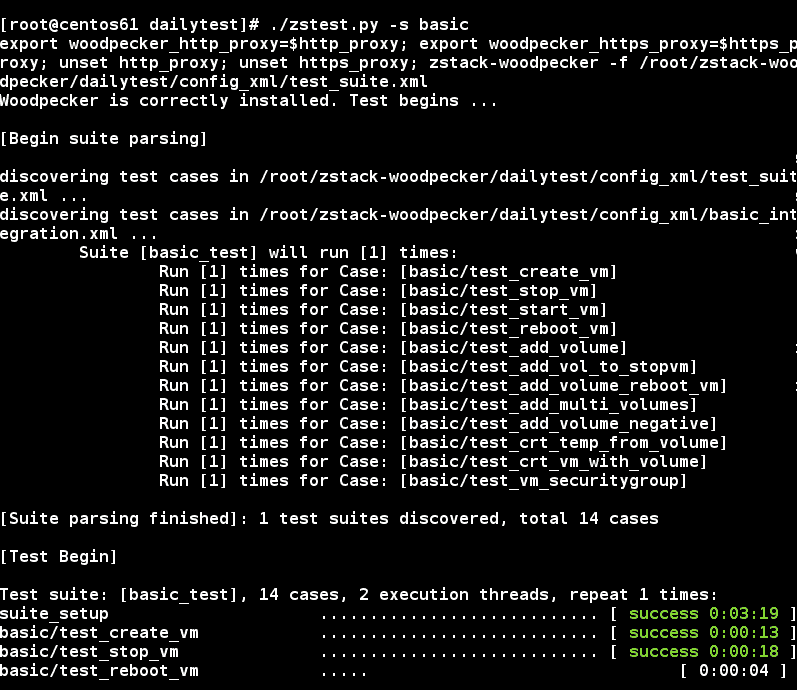 [root@centos61 dailytest]# ./zstest.py -s basic
export woodpecker_http_proxy=$http_proxy; export woodpecker_https_proxy=$https_p
roxy; unset http_proxy; unset https_proxy; zstack-woodpecker -f /root/zstack-woo
dpecker/dailytest/config_xml/test_suite.xml
Woodpecker is correctly installed. Test begins ...
[Begin suite parsing]
discovering test cases in /root/zstack-woodpecker/dailytest/config_xml/test_suit
e.xml ...
discovering test cases in /root/zstack-woodpecker/dailytest/config_xml/basic_int
egration.xml ...
Suite [basic_test] will run [1] times:
Run [1] times for Case: [basic/test_create_vm]
Run [1] times for Case: [basic/test_stop_vm]
Run [1] times for Case: [basic/test_start_vm]
Run [1] times for Case: [basic/test_reboot_vm]
Run [1] times for Case: [basic/test_add_volume]
Run [1] times for Case: [basic/test_add_vol_to_stopvm]
Run [1] times for Case: [basic/test_add_volume_reboot_vm]
Run [1] times for Case: [basic/test_add_multi_volumes]
Run [1] times for Case: [basic/test_add_volume_negative]
Run [1] times for Case: [basic/test_crt_temp_from_volume]
Run [1] times for Case: [basic/test_crt_vm_with_volume]
Run [1] times for Case: [basic/test_vm_securitygroup]
[Suite parsing finished]: 1 test suites discovered, total 14 cases
[Test Begin]
Test suite: [basic_test], 14 cases, 2 execution threads, repeat 1 times:
suite_setup ............................ [ success 0:03:19 ]
basic/test_create_vm ............................ [ success 0:00:13 ]
basic/test_stop_vm ............................ [ success 0:00:18 ]
basic/test_reboot_vm ..... [ 0:00:04 ]